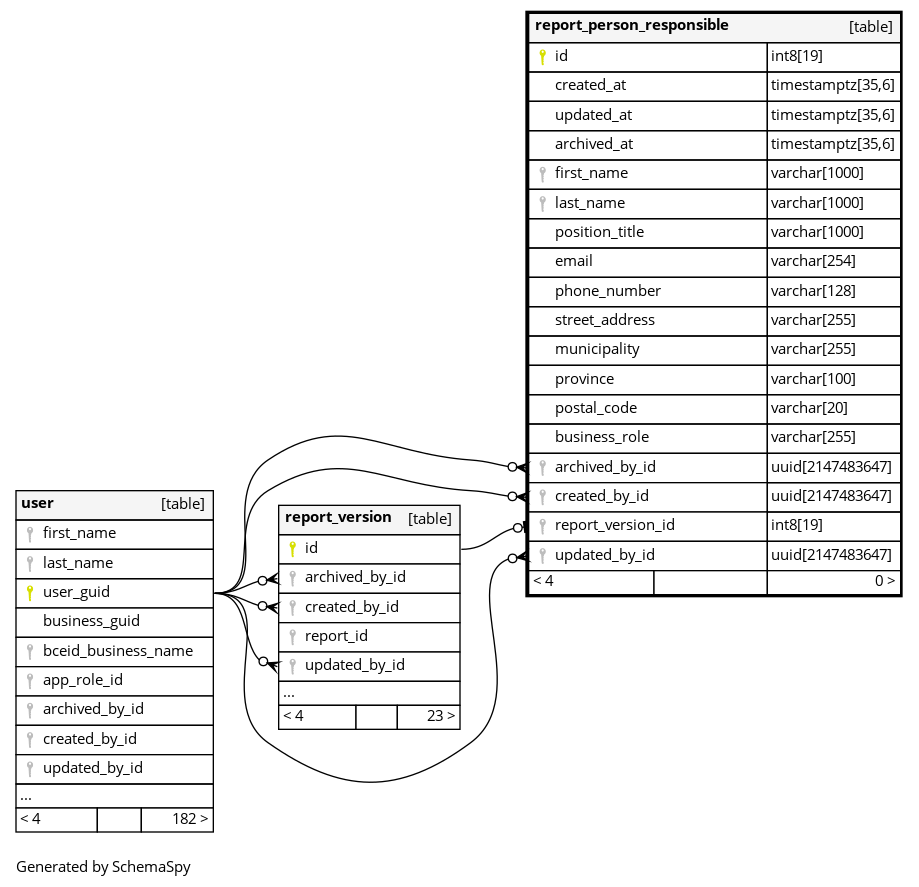 report_person_responsible [table]
id int8[19]
created_at timestamptz[35,6]
updated_at timestamptz[35,6]
archived_at timestamptz[35,6]
first_name varchar[1000]
last_name varchar[1000]
position_title varchar[1000]
email varchar[254]
phone_number varchar[128]
street_address varchar[255]
municipality varchar[255]
province varchar[100]
postal_code varchar[20]
business_role varchar[255]
archived_by_id uuid[2147483647]
created_by_id uuid[2147483647]
report_version_id int8[19]
updated_by_id uuid[2147483647]
< 4 0 >
user [table]
first_name
last_name
user_guid
business_guid
bceid_business_name
app_role_id
archived_by_id
created_by_id
updated_by_id
...
< 4 182 >
report_version [table]
id
archived_by_id
created_by_id
report_id
updated_by_id
...
< 4 23 >
Generated by SchemaSpy